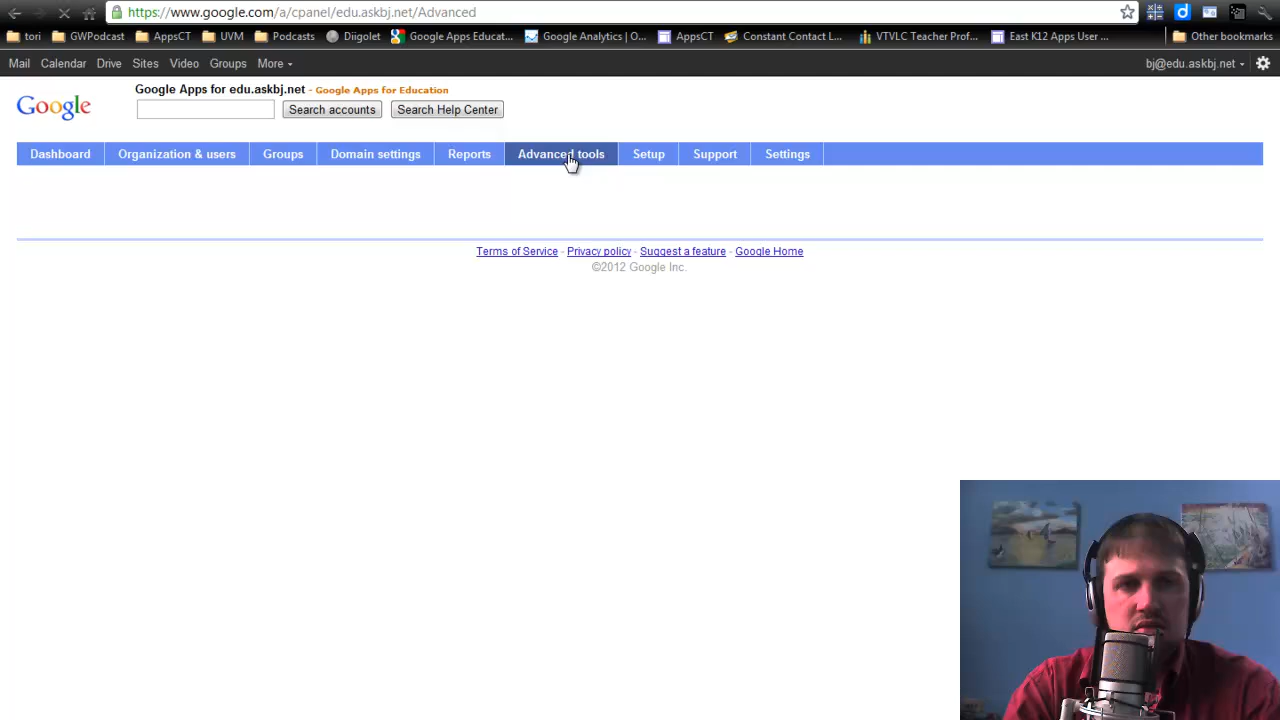 https://www.google.com/a/cpanel/edu.askbj.net/Advanced
tori GWPodcast AppsCT UVM Podcasts Diigolet Google Apps Educat... Google Analytics | O... AppsCT Constant Contact L... VTVLC Teacher Prof... East K12 Apps User ... Other bookmarks
Mail Calendar Drive Sites Video Groups More bj@edu.askbj.net
Google
Google Apps for edu.askbj.net - Google Apps for Education
Search accounts Search Help Center
Dashboard Organization & users Groups Domain settings Reports Advanced tools Setup Support Settings
Terms of Service - Privacy policy - Suggest a feature - Google Home
©2012 Google Inc.